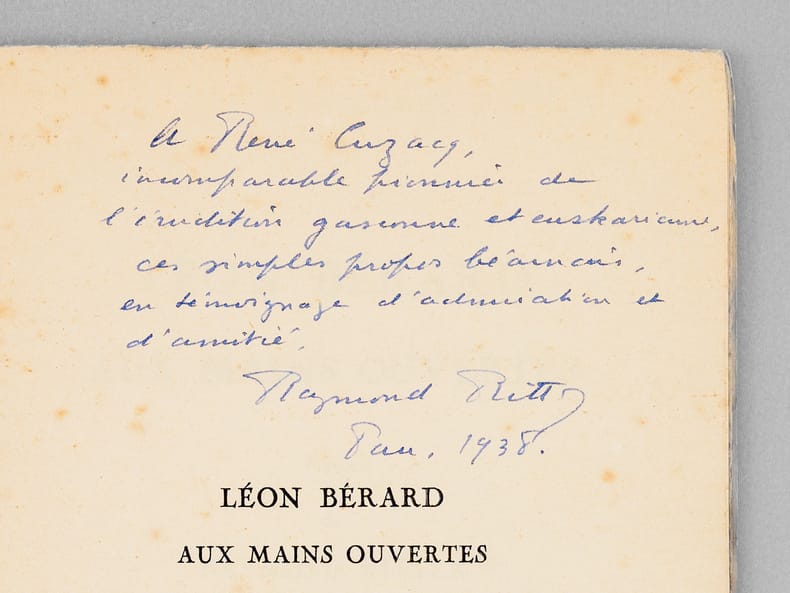 A René Cuzacq,
incomparable pionnier de
l'érudition gasconne et euskarienne,
ces simples propos béarnais,
en témoignage d'admiration et
d'amitié,
Raymond Ritter
Pau, 1938.
LÉON BÉRARD
AUX MAINS OUVERTES